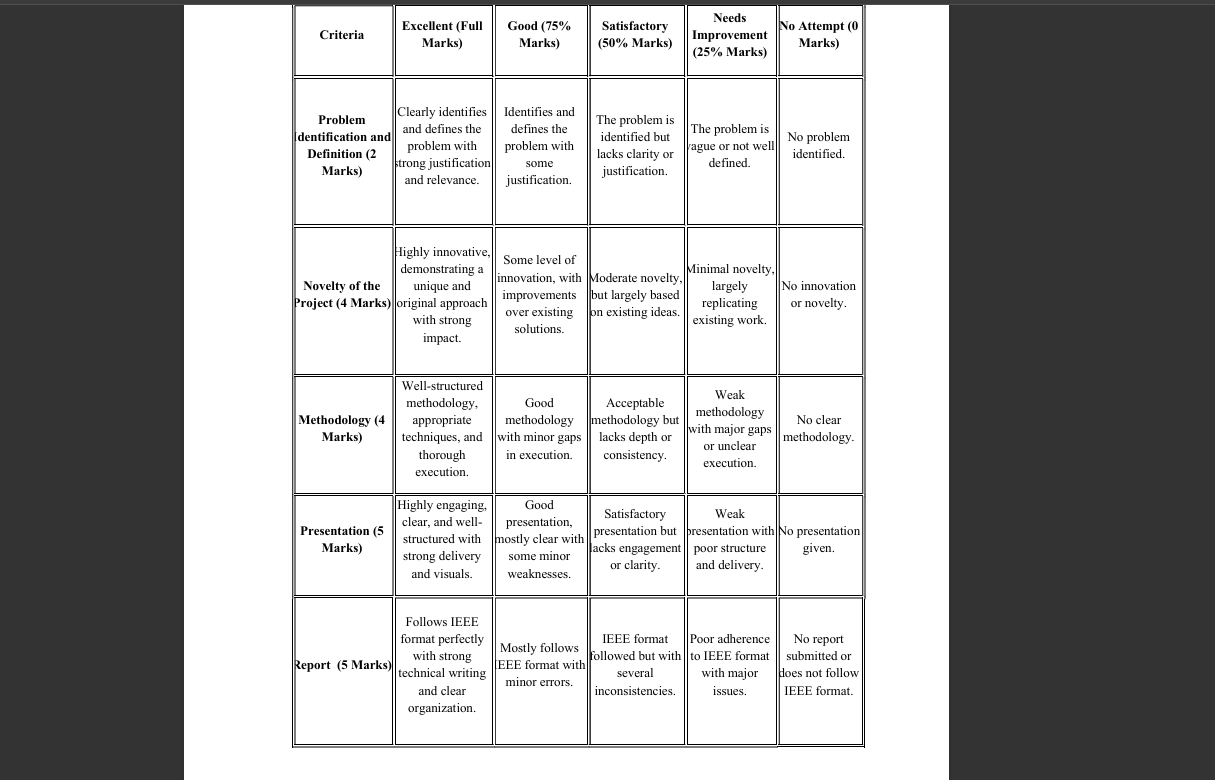 Criteria
Excellent (Full
Marks)
Good (75%
Marks)
Satisfactory
(50% Marks)
Needs
Improvement
(25% Marks)
No Attempt (0
Marks)
Problem
Identification and
Definition (2
Marks)
Clearly identifies
and defines the
problem with
strong justification
and relevance.
Identifies and
defines the
problem with
some
justification.
The problem is
identified but
lacks clarity or
justification.
The problem is
vague or not well
defined.
No problem
identified.
Novelty of the
Project (4 Marks)
Highly innovative,
demonstrating a
unique and
original approach
with strong
impact.
Some level of
innovation, with
improvements
over existing
solutions.
Moderate novelty,
but largely based
on existing ideas.
Minimal novelty,
largely
replicating
existing work.
No innovation
or novelty.
Methodology (4
Marks)
Well-structured
methodology,
appropriate
techniques, and
thorough
execution.
Good
methodology
with minor gaps
in execution.
Acceptable
methodology but
lacks depth or
consistency.
Weak
methodology
with major gaps
or unclear
execution.
No clear
methodology.
Presentation (5
Marks)
Highly engaging,
clear, and well-
structured with
strong delivery
and visuals.
Good
presentation,
mostly clear with
some minor
weaknesses.
Satisfactory
presentation but
lacks engagement
or clarity.
Weak
presentation with
poor structure
and delivery.
No presentation
given.
Report (5 Marks)
Follows IEEE
format perfectly
with strong
technical writing
and clear
organization.
Mostly follows
IEEE format with
minor errors.
IEEE format
followed but with
several
inconsistencies.
Poor adherence
to IEEE format
with major
issues.
No report
submitted or
does not follow
IEEE format.